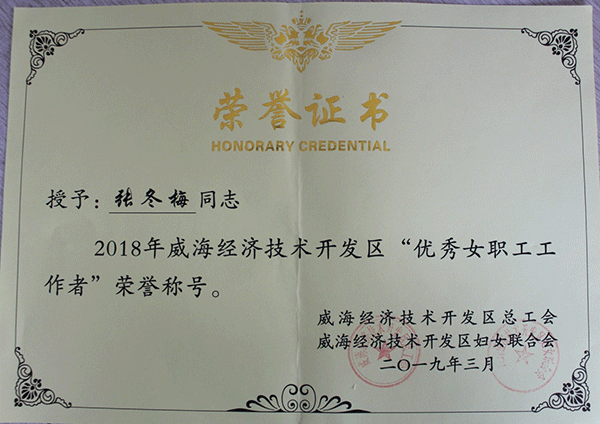 荣誉证书
HONORARY CREDENTIAL
授予：张冬梅同志
2018年威海经济技术开发区“优秀女职工工
作者”荣誉称号。
威海经济技术开发区总工会
威海经济技术开发区妇女联合会
二〇一九年三月